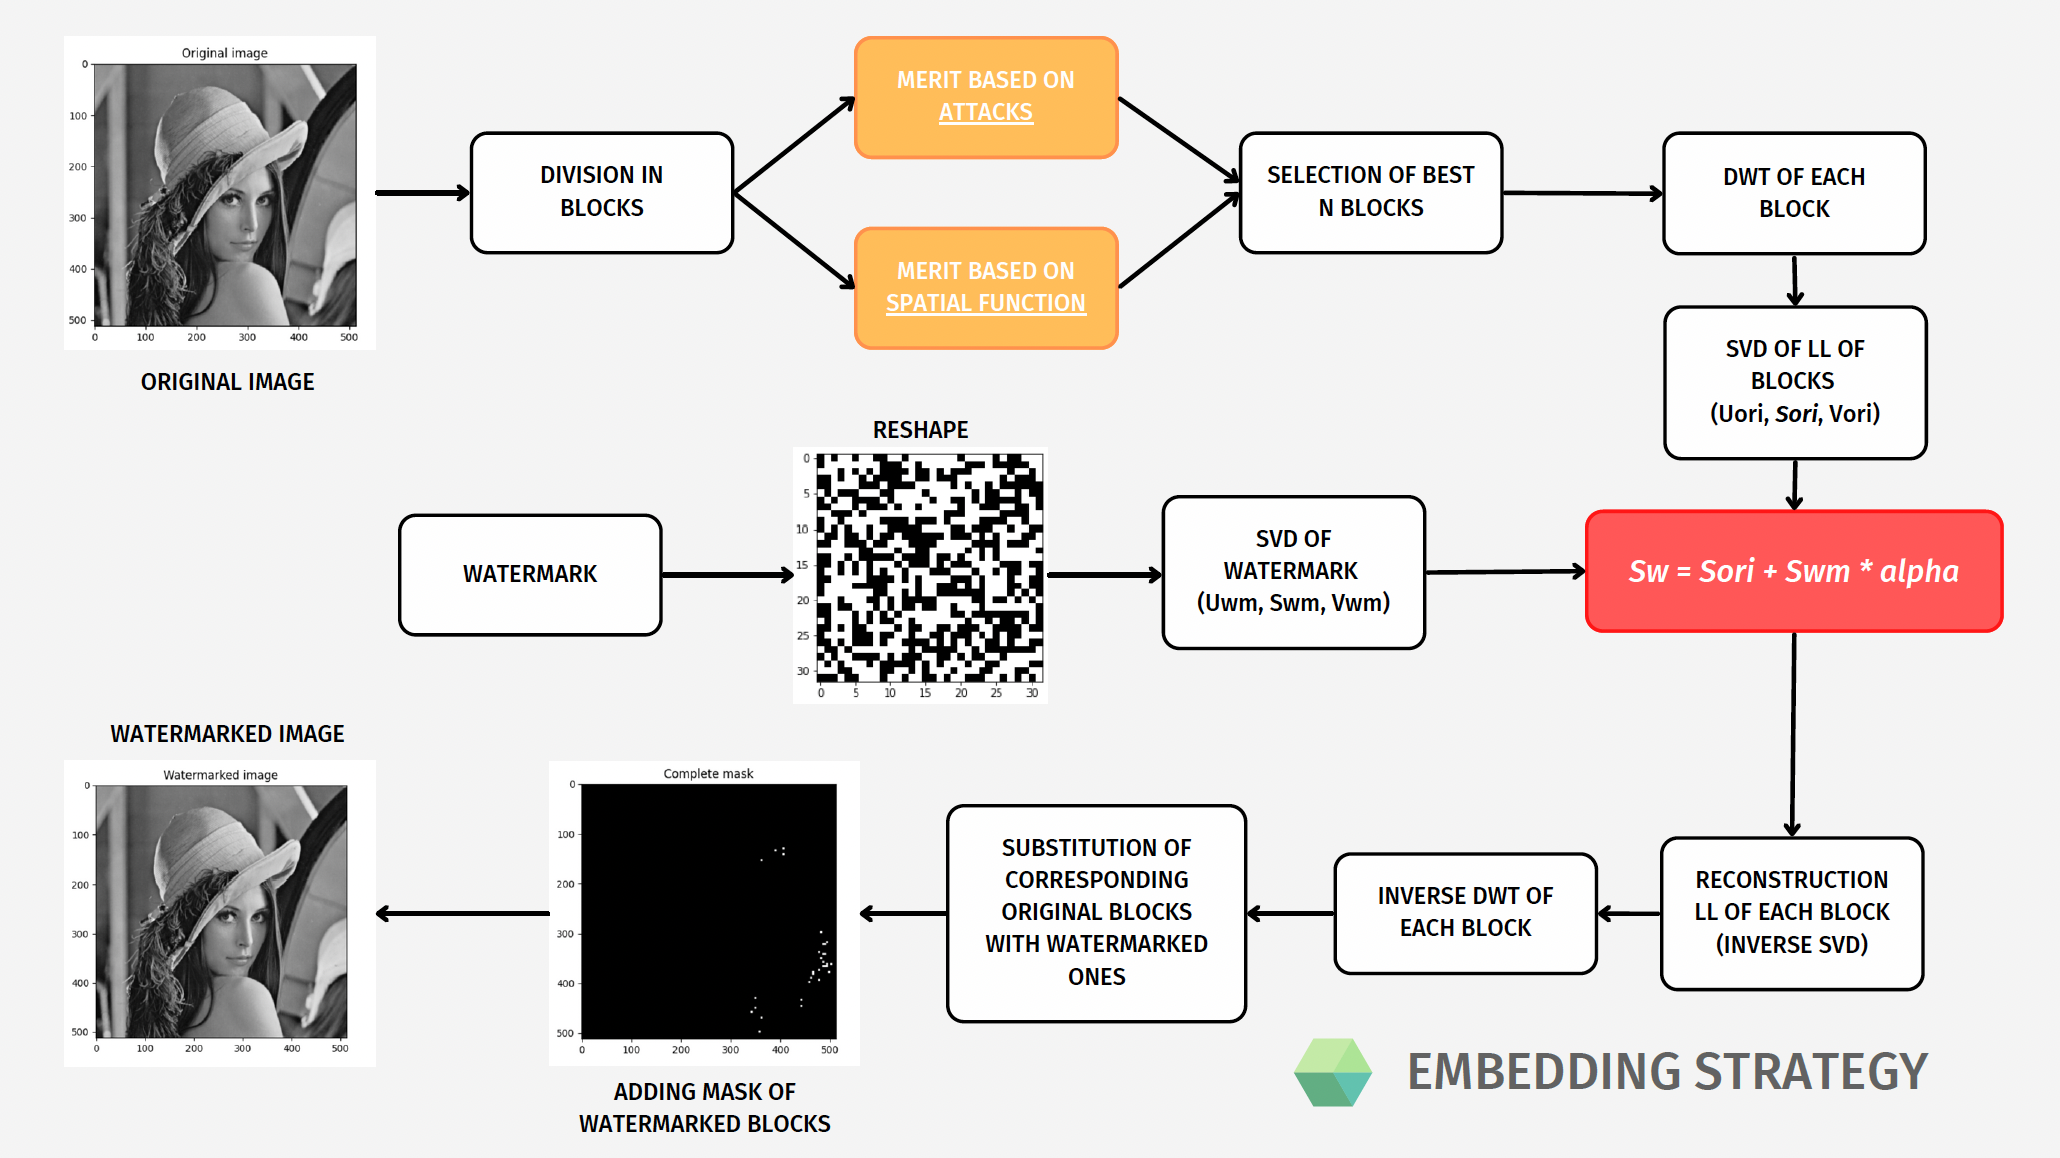 Original image
0
100
200
300
400
500
0 100 200 300 400 500
ORIGINAL IMAGE
DIVISION IN
BLOCKS
MERIT BASED ON
ATTACKS
MERIT BASED ON
SPATIAL FUNCTION
SELECTION OF BEST
N BLOCKS
DWT OF EACH
BLOCK
SVD OF LL OF
BLOCKS
(Uori, Sori, Vori)
WATERMARK
RESHAPE
0
5
10
15
20
25
30
0 5 10 15 20 25 30
SVD OF
WATERMARK
(Uwm, Swm, Vwm)
Sw = Sori + Swm * alpha
RECONSTRUCTION
LL OF EACH BLOCK
(INVERSE SVD)
INVERSE DWT OF
EACH BLOCK
SUBSTITUTION OF
CORRESPONDING
ORIGINAL BLOCKS
WITH WATERMARKED
ONES
Complete mask
0
100
200
300
400
500
0 100 200 300 400 500
ADDING MASK OF
WATERMARKED BLOCKS
WATERMARKED IMAGE
Watermarked image
0
100
200
300
400
500
0 100 200 300 400 500
EMBEDDING STRATEGY